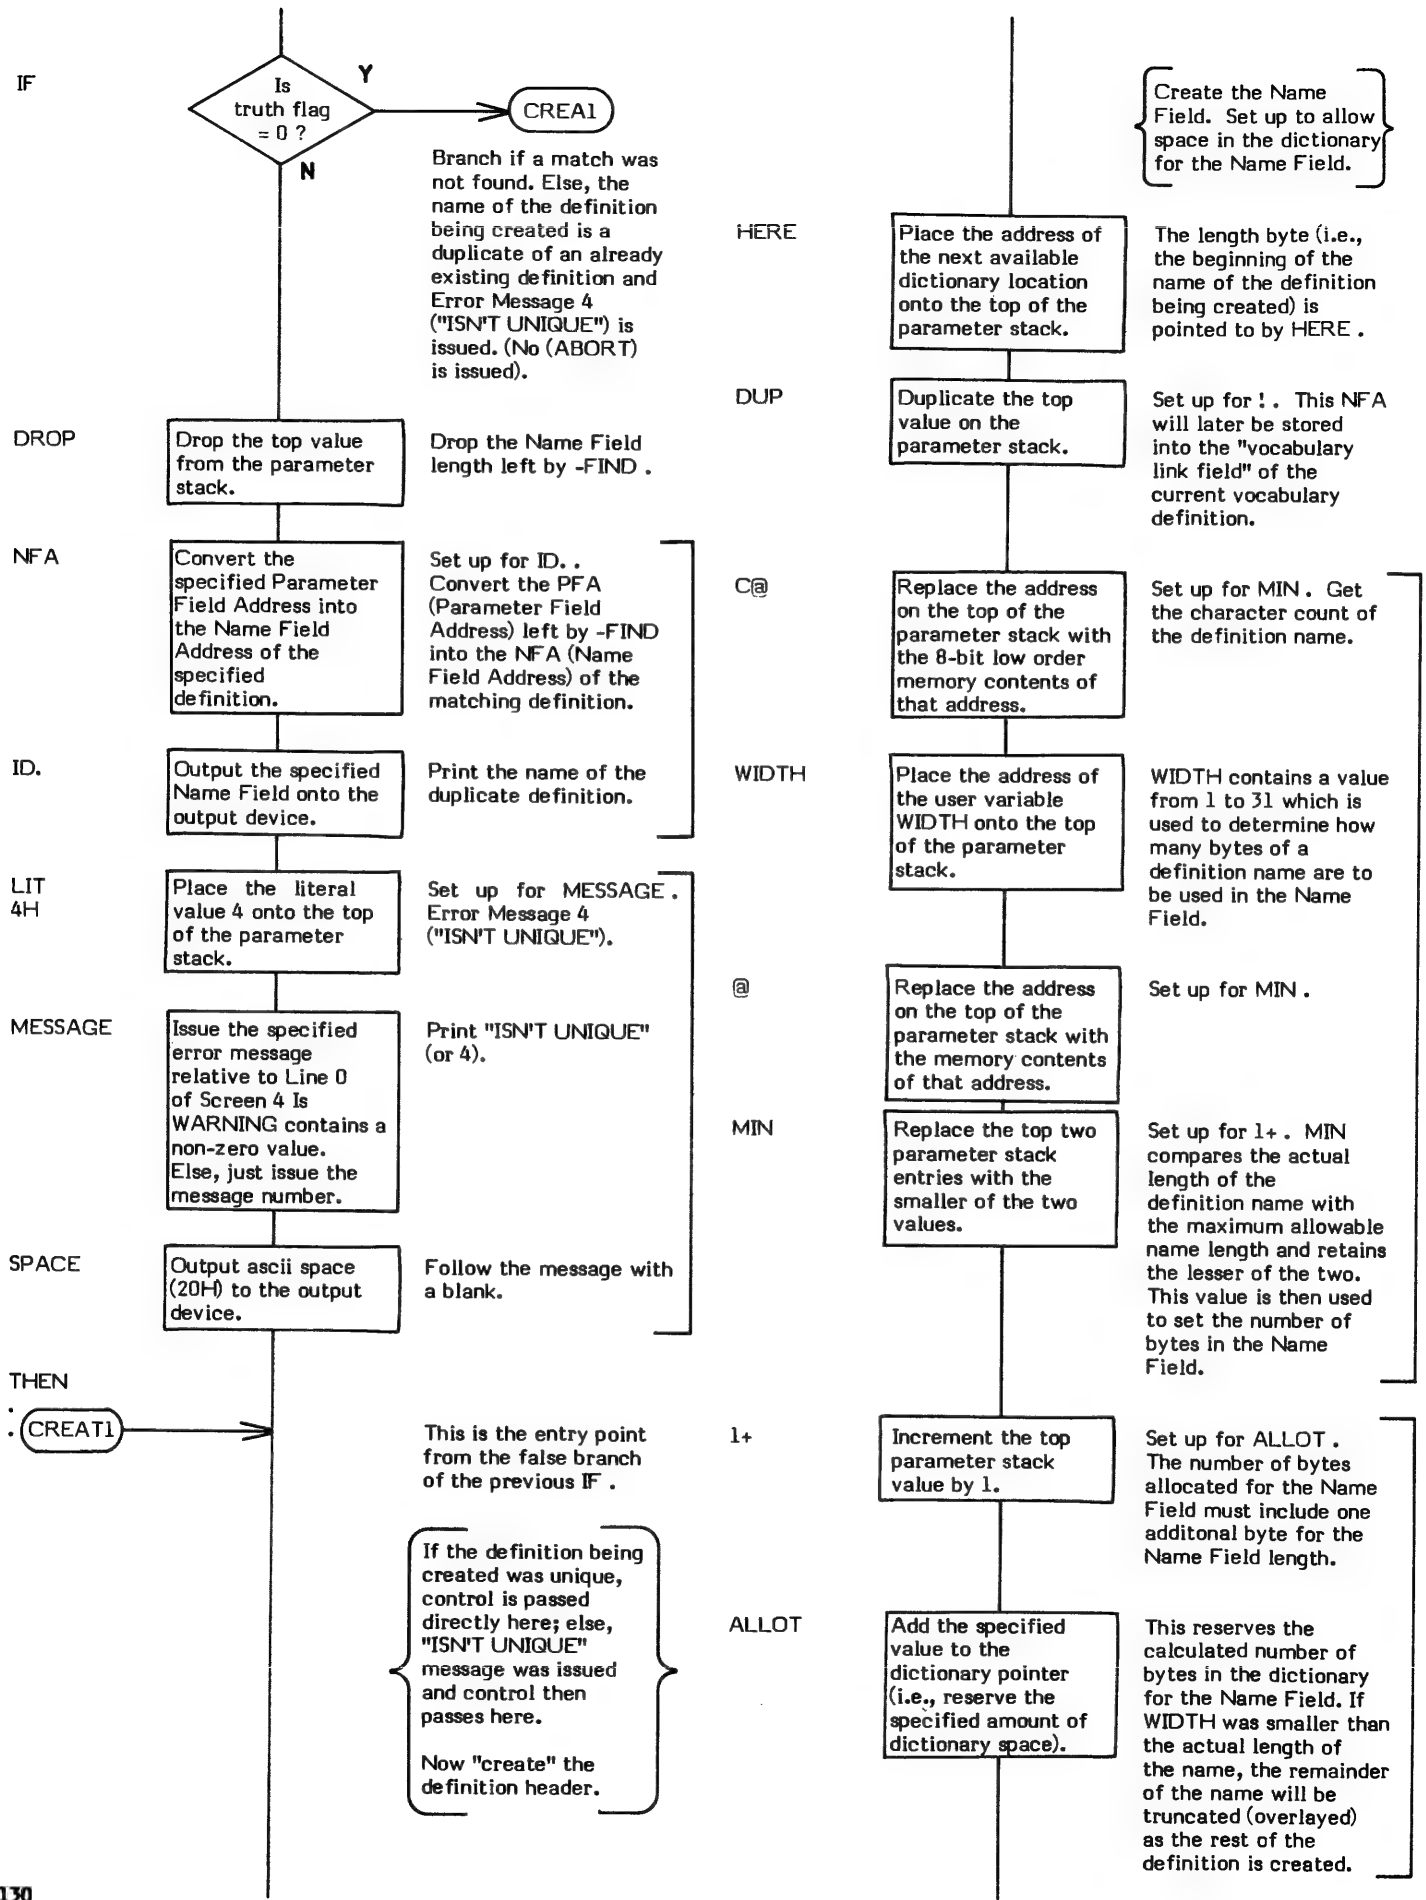 IF
Is
truth flag
= 0 ?
Y
N
CREA1
Branch if a match was
not found. Else, the
name of the definition
being created is a
duplicate of an already
existing definition and
Error Message 4
("ISN'T UNIQUE") is
issued. (No (ABORT)
is issued).
DROP
Drop the top value
from the parameter
stack.
Drop the Name Field
length left by -FIND .
NFA
Convert the
specified Parameter
Field Address into
the Name Field
Address of the
specified
definition.
Set up for ID. .
Convert the PFA
(Parameter Field
Address) left by -FIND
into the NFA (Name
Field Address) of the
matching definition.
ID.
Output the specified
Name Field onto the
output device.
Print the name of the
duplicate definition.
LIT
4H
Place the literal
value 4 onto the top
of the parameter
stack.
Set up for MESSAGE .
Error Message 4
("ISN'T UNIQUE").
MESSAGE
Issue the specified
error message
relative to Line 0
of Screen 4 Is
WARNING contains a
non-zero value.
Else, just issue the
message number.
Print "ISN'T UNIQUE"
(or 4).
SPACE
Output ascii space
(20H) to the output
device.
Follow the message with
a blank.
THEN
: CREAT1
This is the entry point
from the false branch
of the previous IF .
If the definition being
created was unique,
control is passed
directly here; else,
"ISN'T UNIQUE"
message was issued
and control then
passes here.
Now "create" the
definition header.
130
Create the Name
Field. Set up to allow
space in the dictionary
for the Name Field.
HERE
Place the address of
the next available
dictionary location
onto the top of the
parameter stack.
The length byte (i.e.,
the beginning of the
name of the definition
being created) is
pointed to by HERE .
DUP
Duplicate the top
value on the
parameter stack.
Set up for ! . This NFA
will later be stored
into the "vocabulary
link field" of the
current vocabulary
definition.
C@
Replace the address
on the top of the
parameter stack with
the 8-bit low order
memory contents of
that address.
Set up for MIN . Get
the character count of
the definition name.
WIDTH
Place the address of
the user variable
WIDTH onto the top
of the parameter
stack.
WIDTH contains a value
from 1 to 31 which is
used to determine how
many bytes of a
definition name are to
be used in the Name
Field.
@
Replace the address
on the top of the
parameter stack with
the memory contents
of that address.
Set up for MIN .
MIN
Replace the top two
parameter stack
entries with the
smaller of the two
values.
Set up for 1+ . MIN
compares the actual
length of the
definition name with
the maximum allowable
name length and retains
the lesser of the two.
This value is then used
to set the number of
bytes in the Name
Field.
1+
Increment the top
parameter stack
value by 1.
Set up for ALLOT .
The number of bytes
allocated for the Name
Field must include one
additonal byte for the
Name Field length.
ALLOT
Add the specified
value to the
dictionary pointer
(i.e., reserve the
specified amount of
dictionary space).
This reserves the
calculated number of
bytes in the dictionary
for the Name Field. If
WIDTH was smaller than
the actual length of
the name, the remainder
of the name will be
truncated (overlayed)
as the rest of the
definition is created.